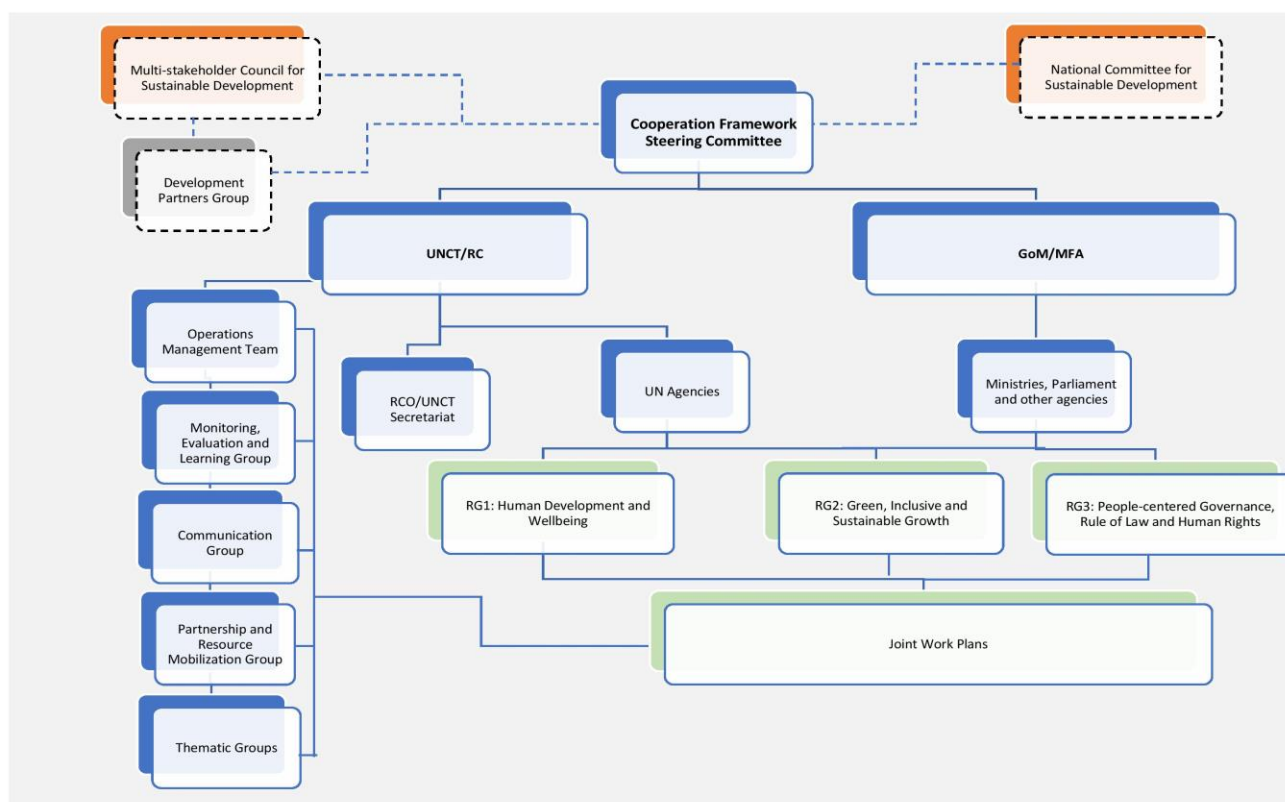 Multi-stakeholder Council for
Sustainable Development
National Committee for
Sustainable Development
Cooperation Framework
Steering Committee
Development
Partners Group
UNCT/RC
GoM/MFA
Operations
Management Team
RCO/UNCT
Secretariat
UN Agencies
Ministries, Parliament
and other agencies
Monitoring,
Evaluation and
Learning Group
RG1: Human Development and
Wellbeing
RG2: Green, Inclusive and
Sustainable Growth
RG3: People-centered Governance,
Rule of Law and Human Rights
Communication
Group
Partnership and
Resource
Mobilization Group
Joint Work Plans
Thematic Groups